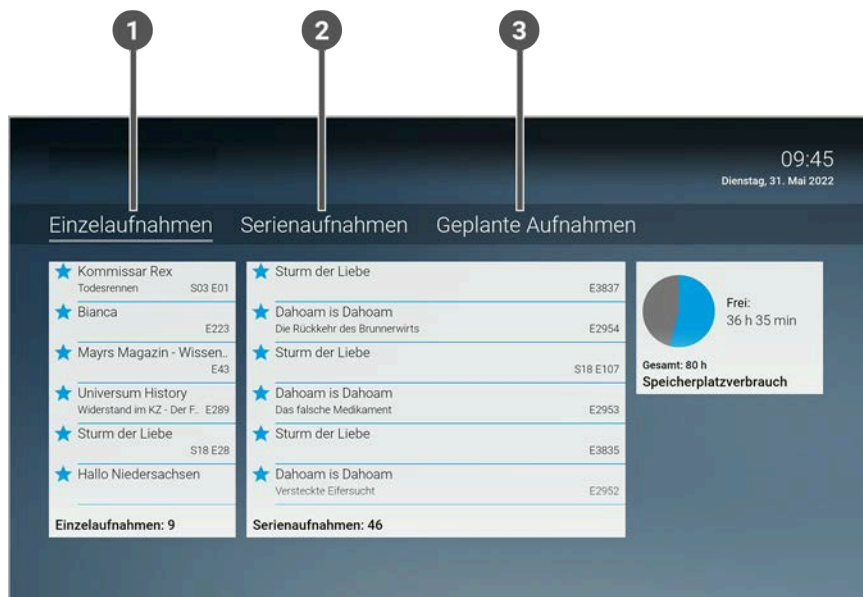 1 2 3
09:45
Dienstag, 31. Mai 2022
Einzelaufnahmen Serienaufnahmen Geplante Aufnahmen
Kommissar Rex
Todesrennen S03 E01
Bianca
E223
Mayrs Magazin - Wissen..
E43
Universum History
Widerstand im KZ - Der F.. E289
Sturm der Liebe
S18 E28
Hallo Niedersachsen
Einzelaufnahmen: 9
Sturm der Liebe
E3837
Dahoam is Dahoam
Die Rückkehr des Brunnerwirts E2954
Sturm der Liebe
S18 E107
Dahoam is Dahoam
Das falsche Medikament E2953
Sturm der Liebe
E3835
Dahoam is Dahoam
Versteckte Eifersucht E2952
Serienaufnahmen: 46
Frei:
36 h 35 min
Gesamt: 80 h
Speicherplatzverbrauch